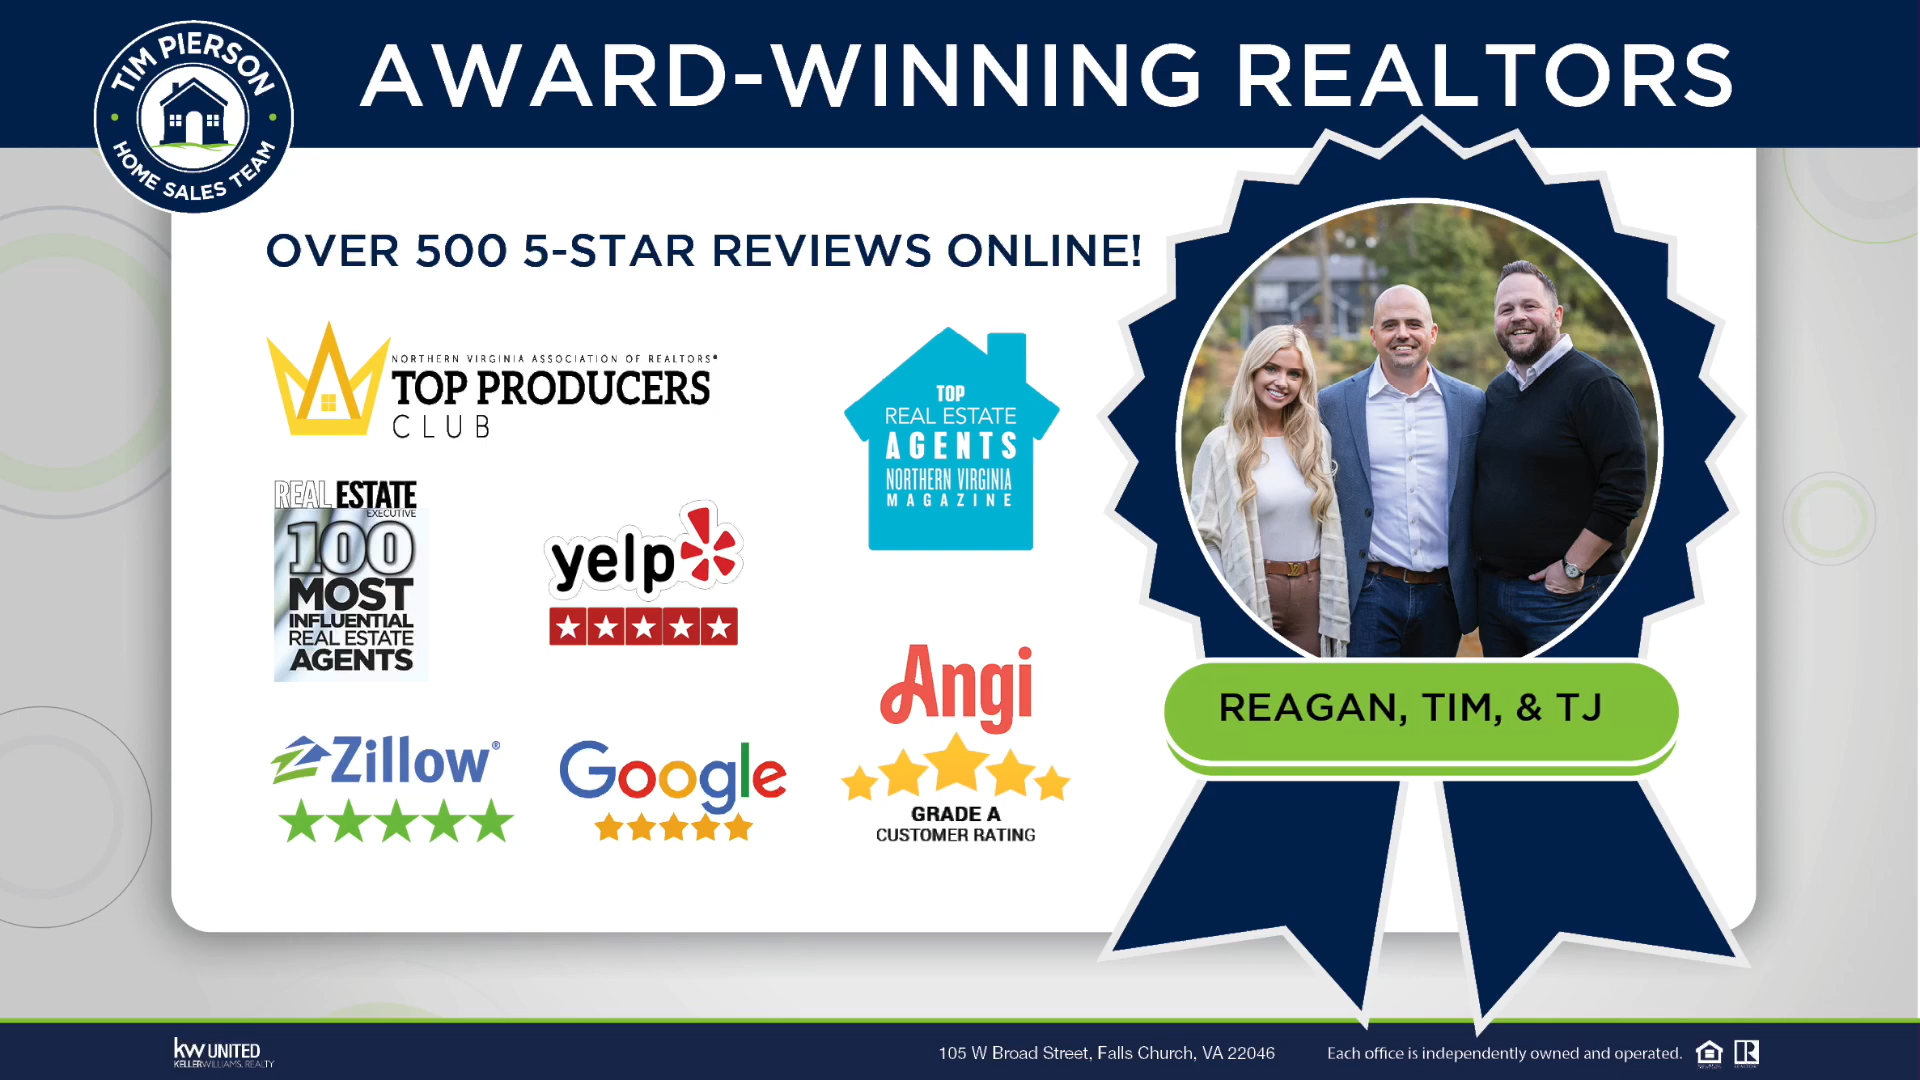 TIM PIERSON
HOME SALES TEAM
AWARD-WINNING REALTORS
OVER 500 5-STAR REVIEWS ONLINE!
NORTHERN VIRGINIA ASSOCIATION OF REALTORS®
TOP PRODUCERS
CLUB
TOP
REAL ESTATE
AGENTS
NORTHERN VIRGINIA
MAGAZINE
REAL ESTATE
EXECUTIVE
100
MOST
INFLUENTIAL
REAL ESTATE
AGENTS
yelp
Angi
GRADE A
CUSTOMER RATING
Zillow®
Google
REAGAN, TIM, & TJ
kw UNITED
KELLERWILLIAMS. REALTY
105 W Broad Street, Falls Church, VA 22046
Each office is independently owned and operated.